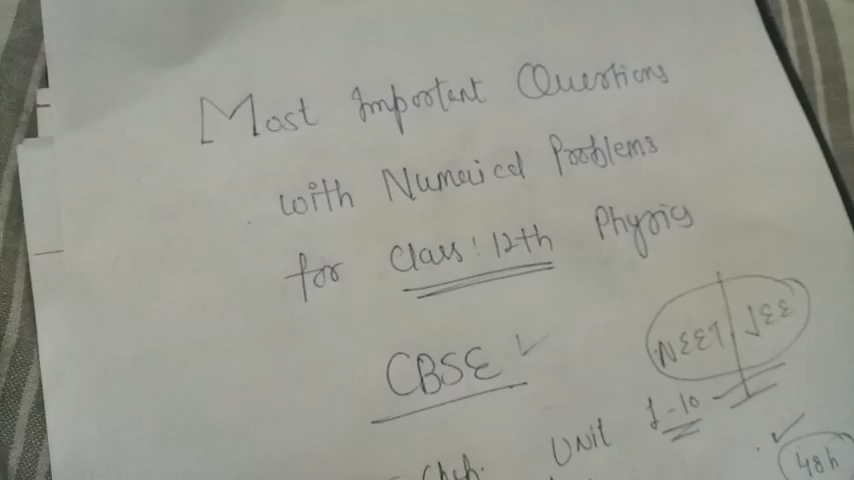 Most Important Questions
with Numerical Problems
for Class: 12th Physics
CBSE ✓
NEET | JEE
UNIT 1-10
48h